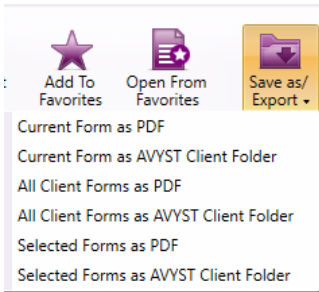 Add To Favorites
Open From Favorites
Save as/ Export
Current Form as PDF
Current Form as AVYST Client Folder
All Client Forms as PDF
All Client Forms as AVYST Client Folder
Selected Forms as PDF
Selected Forms as AVYST Client Folder